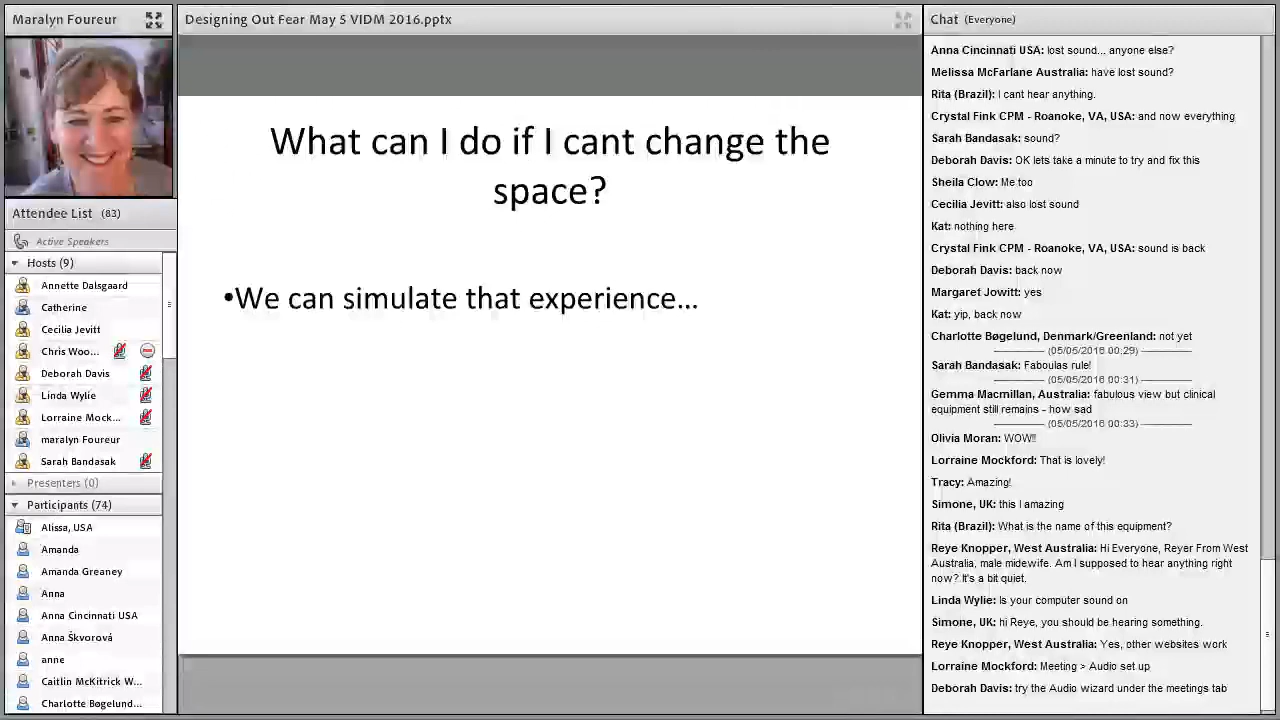 Maralyn Foureur
Attendee List (83)
Active Speakers
Hosts (9)
Annette Dalsgaard
Catherine
Cecilia Jevitt
Chris Woo...
Deborah Davis
Linda Wylie
Lorraine Mock...
maralyn Foureur
Sarah Bandasak
Presenters (0)
Participants (74)
Alissa, USA
Amanda
Amanda Greaney
Anna
Anna Cincinnati USA
Anna Škvorová
anne
Caitlin McKitrick W...
Charlotte Bøgelund...
Designing Out Fear May 5 VIDM 2016.pptx
What can I do if I cant change the
space?
•We can simulate that experience...
Chat (Everyone)
Anna Cincinnati USA: lost sound... anyone else?
Melissa McFarlane Australia: have lost sound?
Rita (Brazil): I cant hear anything.
Crystal Fink CPM - Roanoke, VA, USA: and now everything
Sarah Bandasak: sound?
Deborah Davis: OK lets take a minute to try and fix this
Sheila Clow: Me too
Cecilia Jevitt: also lost sound
Kat: nothing here
Crystal Fink CPM - Roanoke, VA, USA: sound is back
Deborah Davis: back now
Margaret Jowitt: yes
Kat: yip, back now
Charlotte Bøgelund, Denmark/Greenland: not yet
(05/05/2016 00:29)
Sarah Bandasak: Faboulas rule!
(05/05/2016 00:31)
Gemma Macmillan, Australia: fabulous view but clinical
equipment still remains - how sad
(05/05/2016 00:33)
Olivia Moran: WOW!!
Lorraine Mockford: That is lovely!
Tracy: Amazing!
Simone, UK: this I amazing
Rita (Brazil): What is the name of this equipment?
Reye Knopper, West Australia: Hi Everyone, Reyer From West
Australia, male midewife. Am I supposed to hear anything right
now? It's a bit quiet.
Linda Wylie: Is your computer sound on
Simone, UK: hi Reye, you should be hearing something.
Reye Knopper, West Australia: Yes, other websites work
Lorraine Mockford: Meeting > Audio set up
Deborah Davis: try the Audio wizard under the meetings tab